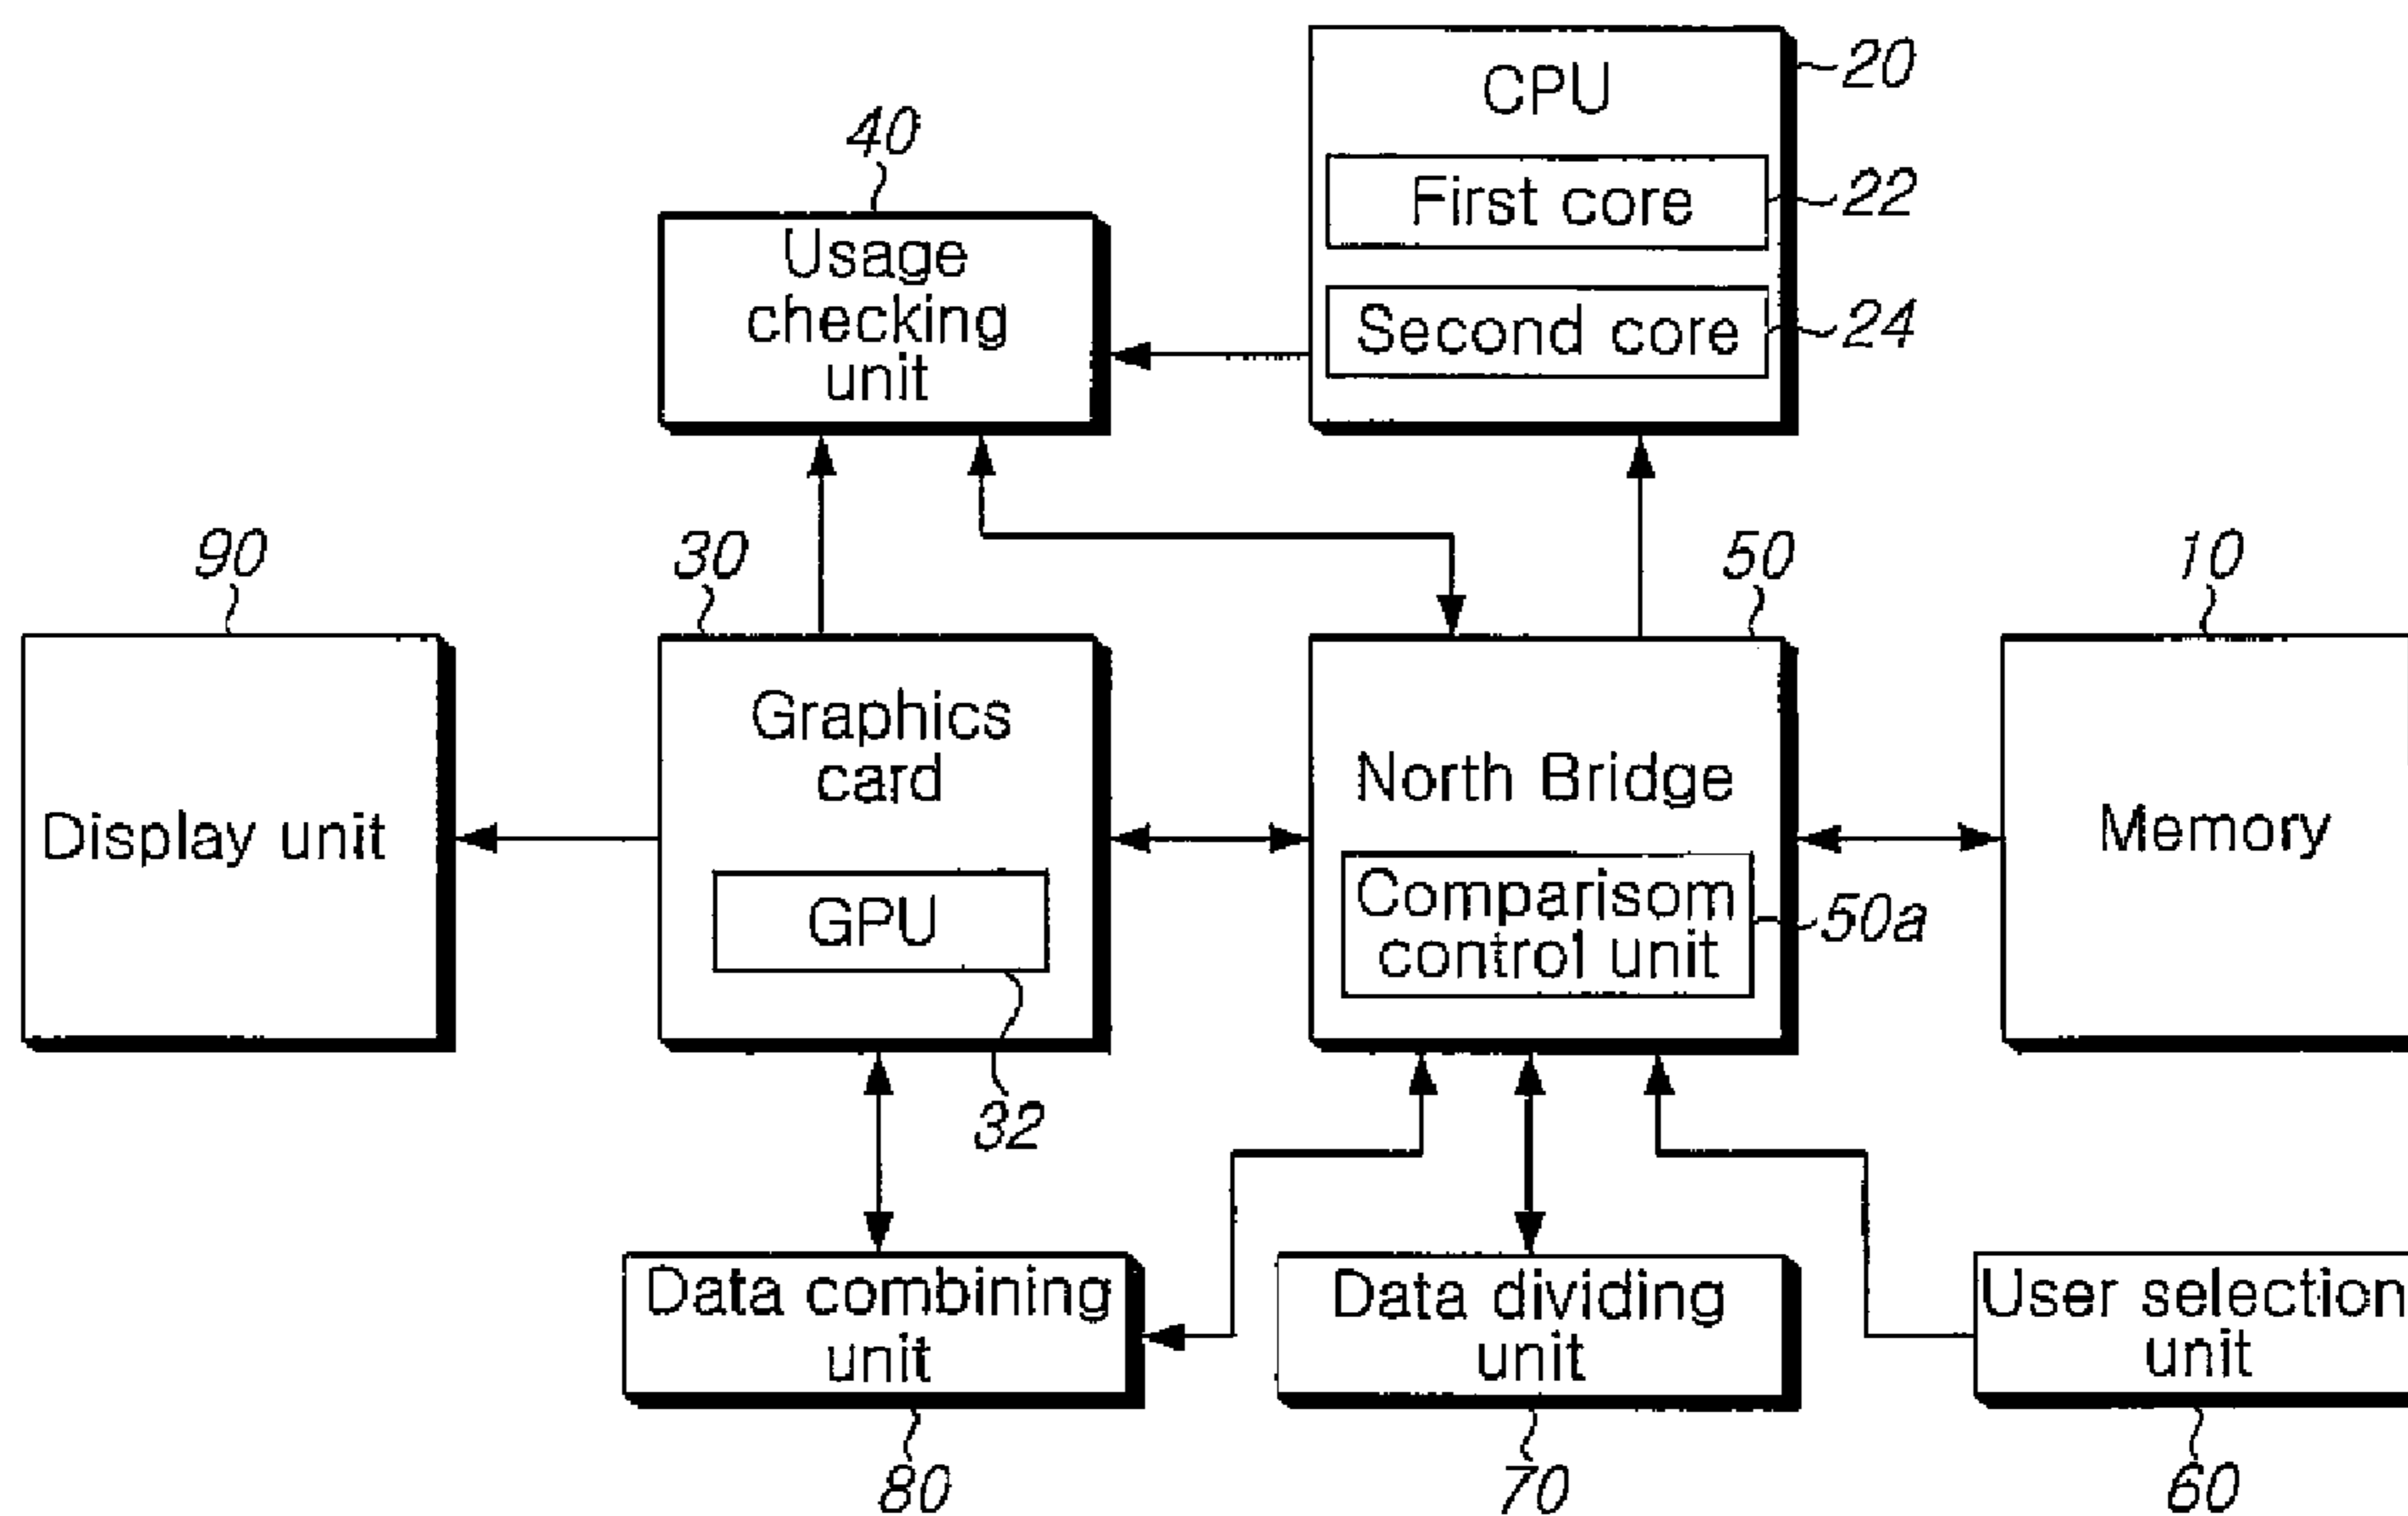 CPU
20
First core
22
Second core
24
40
Usage
checking
unit
90
30
50
10
Display unit
Graphics
card
GPU
32
North Bridge
Comparisom
control unit
50a
Memory
Data combining
unit
80
Data dividing
unit
70
User selection
unit
60